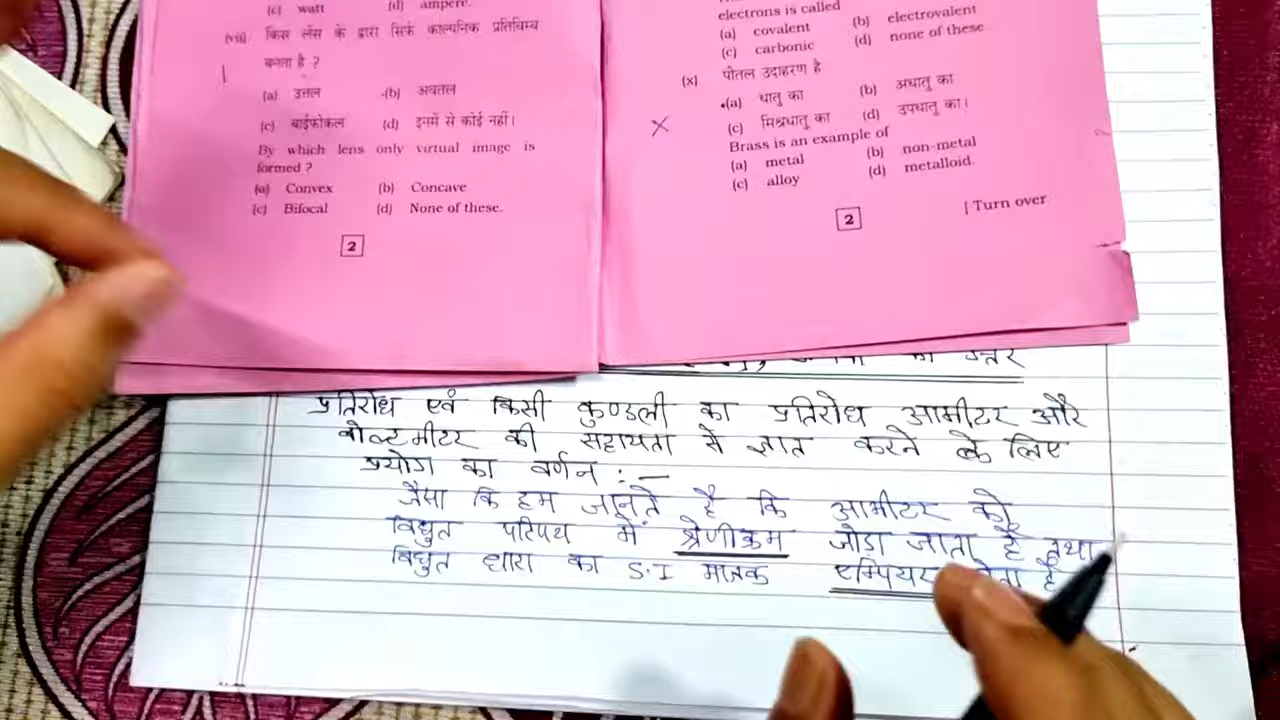 (c) watt (d) ampere.
(vii) किस लेंस के द्वारा सिर्फ काल्पनिक प्रतिबिम्ब
बनता है ?
(a) उत्तल (b) अवतल
(c) बाईफोकल (d) इनमें से कोई नहीं।
By which lens only virtual image is
formed ?
(a) Convex (b) Concave
(c) Bifocal (d) None of these.
2
electrons is called
(a) covalent (b) electrovalent
(c) carbonic (d) none of these
(x) पीतल उदाहरण है
(a) धातु का (b) अधातु का
(c) मिश्रधातु का (d) उपधातु का।
Brass is an example of
(a) metal (b) non-metal
(c) alloy (d) metalloid.
2
[ Turn over
का उत्तर
प्रतिरोध एवं किसी कुण्डली का प्रतिरोध आमीटर और
वोल्टमीटर की सहायता से ज्ञात करने के लिए
प्रयोग का वर्णन :-
जैसा कि हम जानते है कि आमीटर को
विद्युत परिपथ में श्रेणीक्रम जोड़ा जाता है तथा
विद्युत धारा का S.I मात्रक एम्पियर होता है